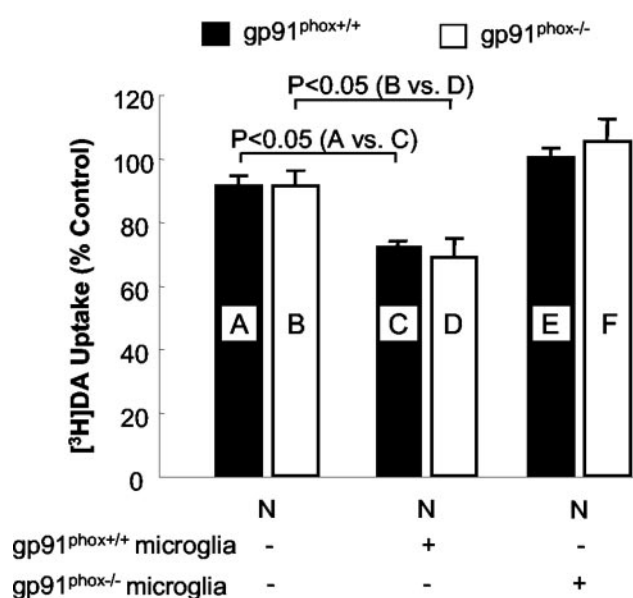 gp91phox+/+ gp91phox-/-
P<0.05 (B vs. D)
P<0.05 (A vs. C)
120
100
80
60
40
20
0
[³H]DA Uptake (% Control)
A B C D E F
N N N
gp91phox+/+ microglia - + -
gp91phox-/- microglia - - +